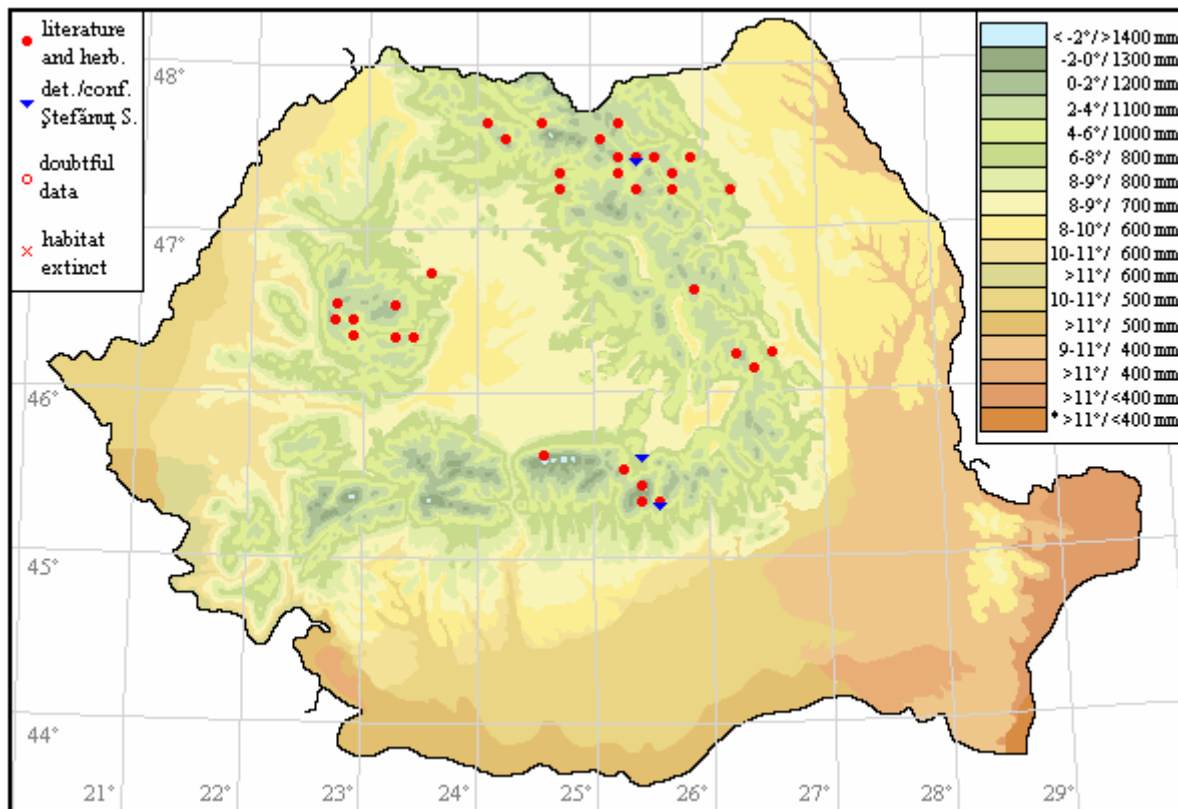 literature
and herb.
det./conf.
Ștefănuț S.
doubtful
data
habitat
extinct
< -2°/>1400 mm
-2-0°/1300 mm
0-2°/1200 mm
2-4°/1100 mm
4-6°/1000 mm
6-8°/ 800 mm
8-9°/ 800 mm
8-9°/ 700 mm
8-10°/ 600 mm
10-11°/ 600 mm
>11°/ 600 mm
10-11°/ 500 mm
>11°/ 500 mm
9-11°/ 400 mm
>11°/ 400 mm
>11°/<400 mm
* >11°/<400 mm
48°
47°
46°
45°
44°
21°
22°
23°
24°
25°
26°
27°
28°
29°